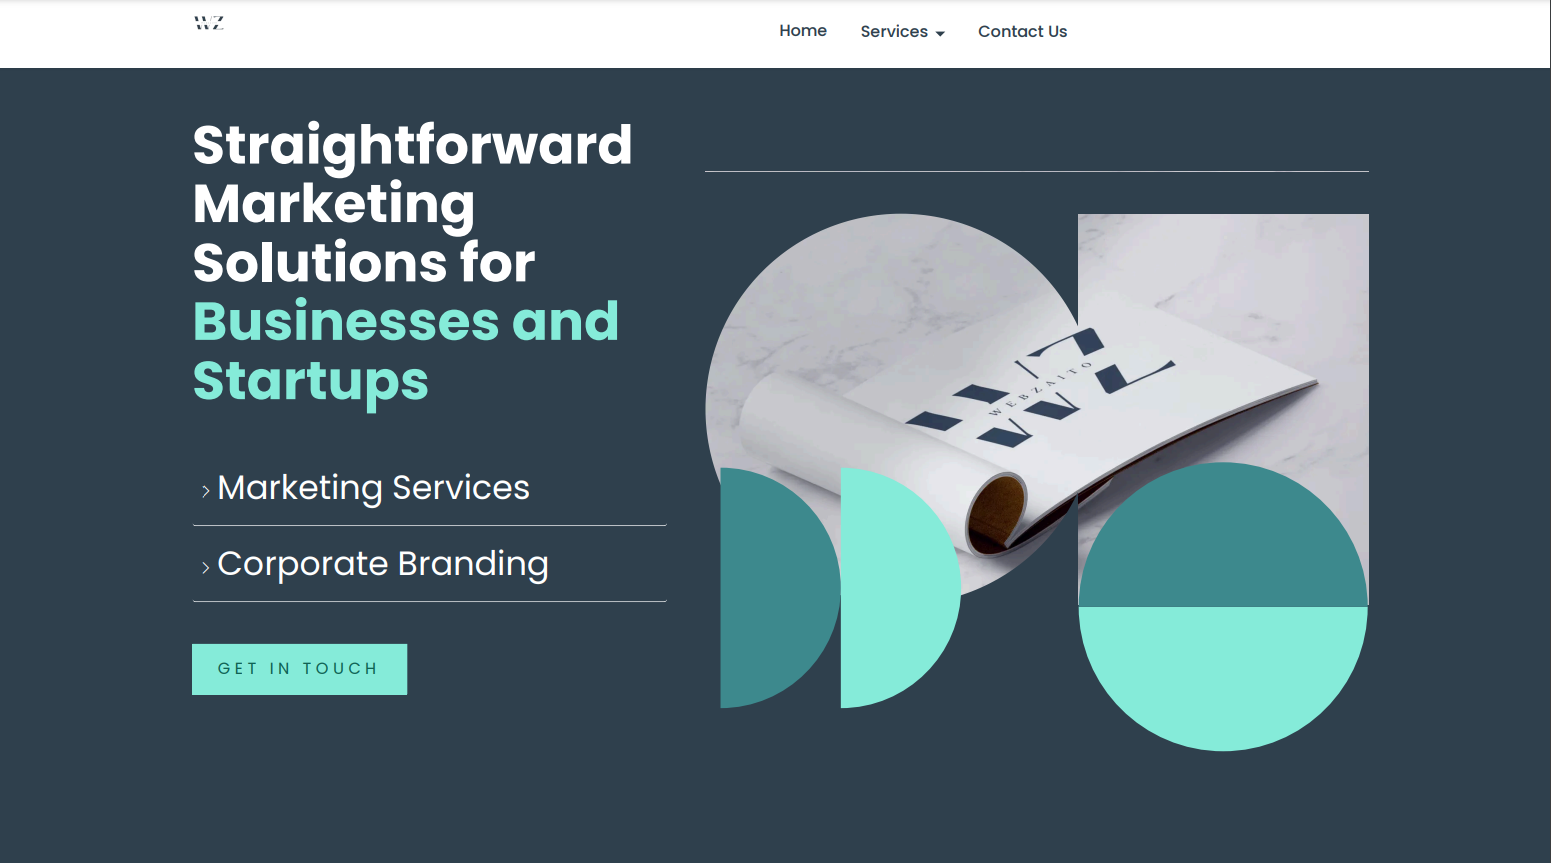 WZ
Home Services Contact Us
Straightforward
Marketing
Solutions for
Businesses and
Startups
Marketing Services
Corporate Branding
GET IN TOUCH
WZ
WEBZAITO